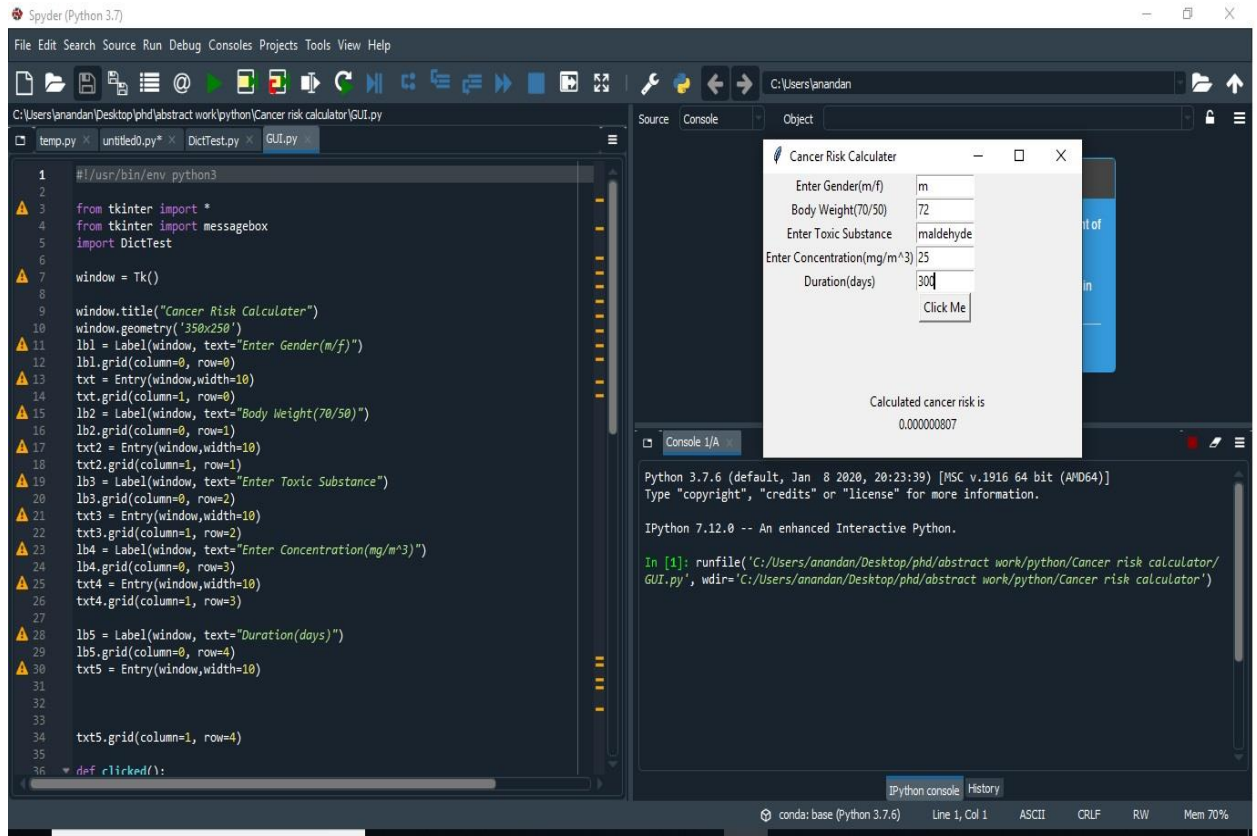 Spyder (Python 3.7)
File Edit Search Source Run Debug Consoles Projects Tools View Help
C:\Users\anandan
C:\Users\anandan\Desktop\phd\abstract work\python\Cancer risk calculator\GUI.py
temp.py untitled0.py* DictTest.py GUI.py
1 #!/usr/bin/env python3
2
3 from tkinter import *
4 from tkinter import messagebox
5 import DictTest
6
7 window = Tk()
8
9 window.title("Cancer Risk Calculater")
10 window.geometry('350x250')
11 lbl = Label(window, text="Enter Gender(m/f)")
12 lbl.grid(column=0, row=0)
13 txt = Entry(window,width=10)
14 txt.grid(column=1, row=0)
15 lb2 = Label(window, text="Body Weight(70/50)")
16 lb2.grid(column=0, row=1)
17 txt2 = Entry(window,width=10)
18 txt2.grid(column=1, row=1)
19 lb3 = Label(window, text="Enter Toxic Substance")
20 lb3.grid(column=0, row=2)
21 txt3 = Entry(window,width=10)
22 txt3.grid(column=1, row=2)
23 lb4 = Label(window, text="Enter Concentration(mg/m^3)")
24 lb4.grid(column=0, row=3)
25 txt4 = Entry(window,width=10)
26 txt4.grid(column=1, row=3)
27
28 lb5 = Label(window, text="Duration(days)")
29 lb5.grid(column=0, row=4)
30 txt5 = Entry(window,width=10)
31
32
33
34 txt5.grid(column=1, row=4)
35
36 def clicked():
Source Console Object
Cancer Risk Calculater
Enter Gender(m/f) m
Body Weight(70/50) 72
Enter Toxic Substance maldehyde
Enter Concentration(mg/m^3) 25
Duration(days) 300
Click Me
Calculated cancer risk is
0.000000807
of
in
Console 1/A
Python 3.7.6 (default, Jan 8 2020, 20:23:39) [MSC v.1916 64 bit (AMD64)]
Type "copyright", "credits" or "license" for more information.
IPython 7.12.0 -- An enhanced Interactive Python.
In [1]: runfile('C:/Users/anandan/Desktop/phd/abstract work/python/Cancer risk calculator/
GUI.py', wdir='C:/Users/anandan/Desktop/phd/abstract work/python/Cancer risk calculator')
IPython console History
conda: base (Python 3.7.6) Line 1, Col 1 ASCII CRLF RW Mem 70%